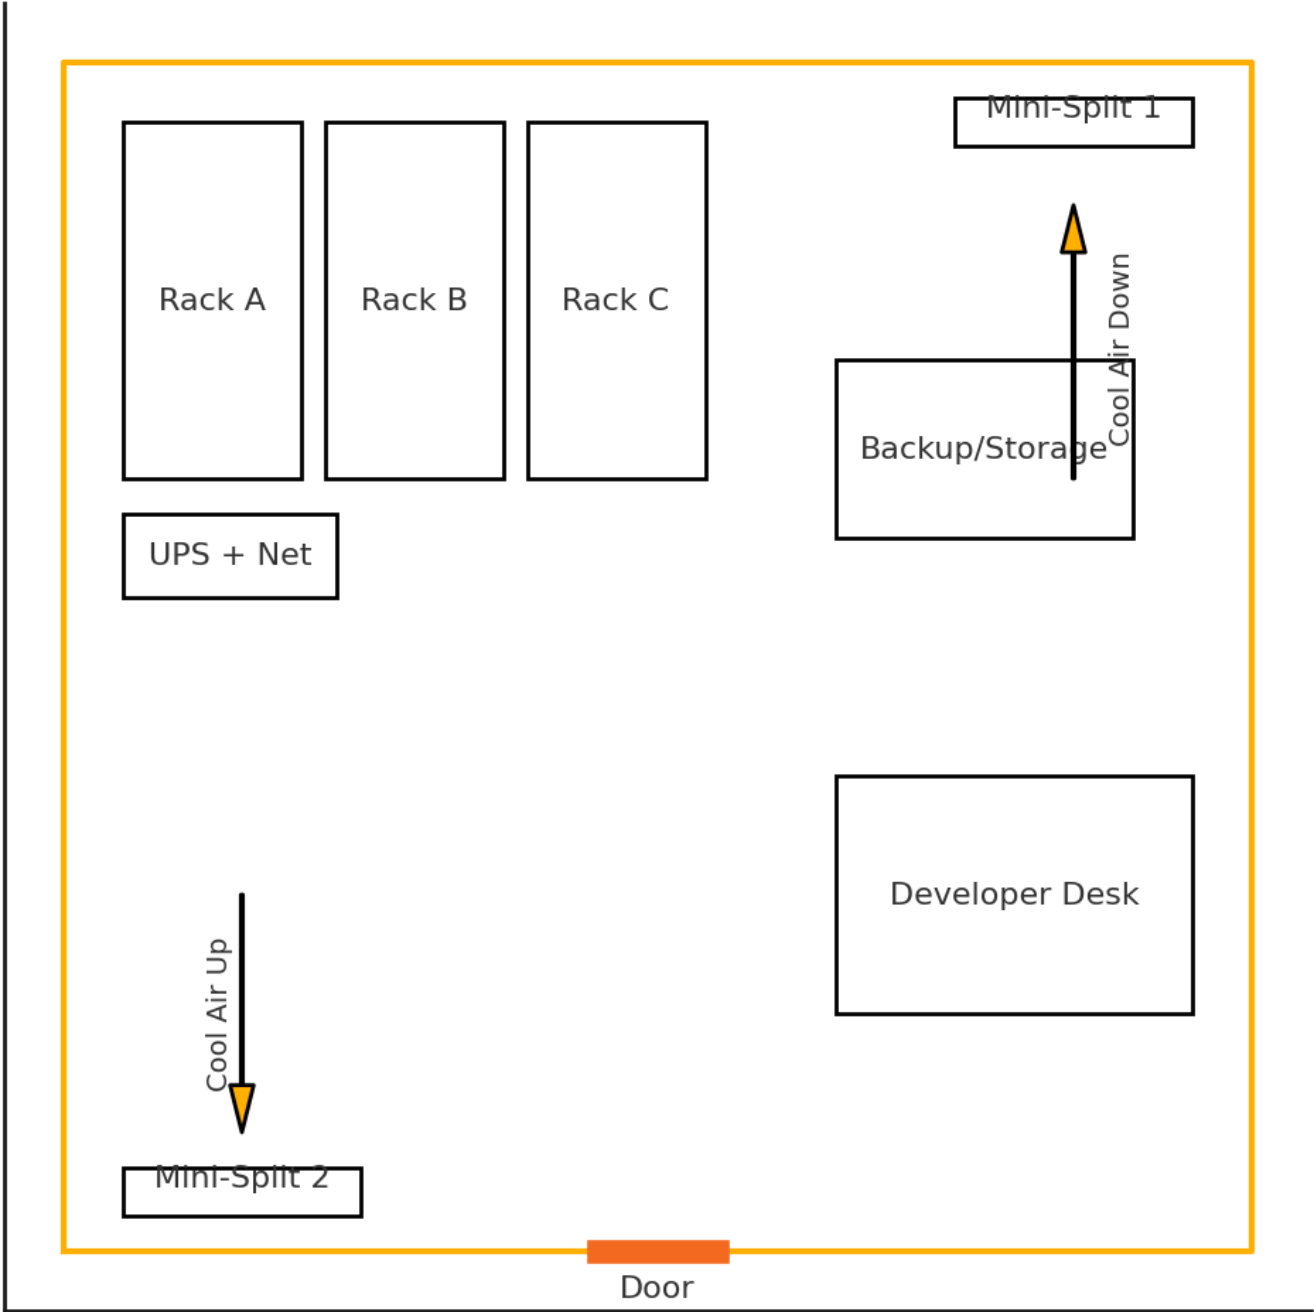 Mini-Split 1
Rack A
Rack B
Rack C
Cool Air Down
Backup/Storage
UPS + Net
Developer Desk
Cool Air Up
Mini-Split 2
Door